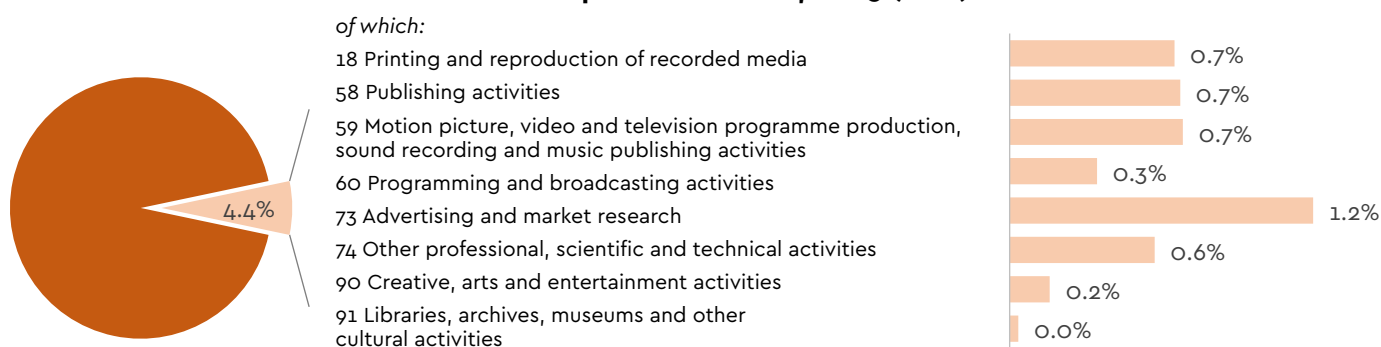 of which:
18 Printing and reproduction of recorded media
0.7%
58 Publishing activities
0.7%
59 Motion picture, video and television programme production,
sound recording and music publishing activities
0.7%
60 Programming and broadcasting activities
0.3%
4.4%
73 Advertising and market research
1.2%
74 Other professional, scientific and technical activities
0.6%
90 Creative, arts and entertainment activities
0.2%
91 Libraries, archives, museums and other
cultural activities
0.0%